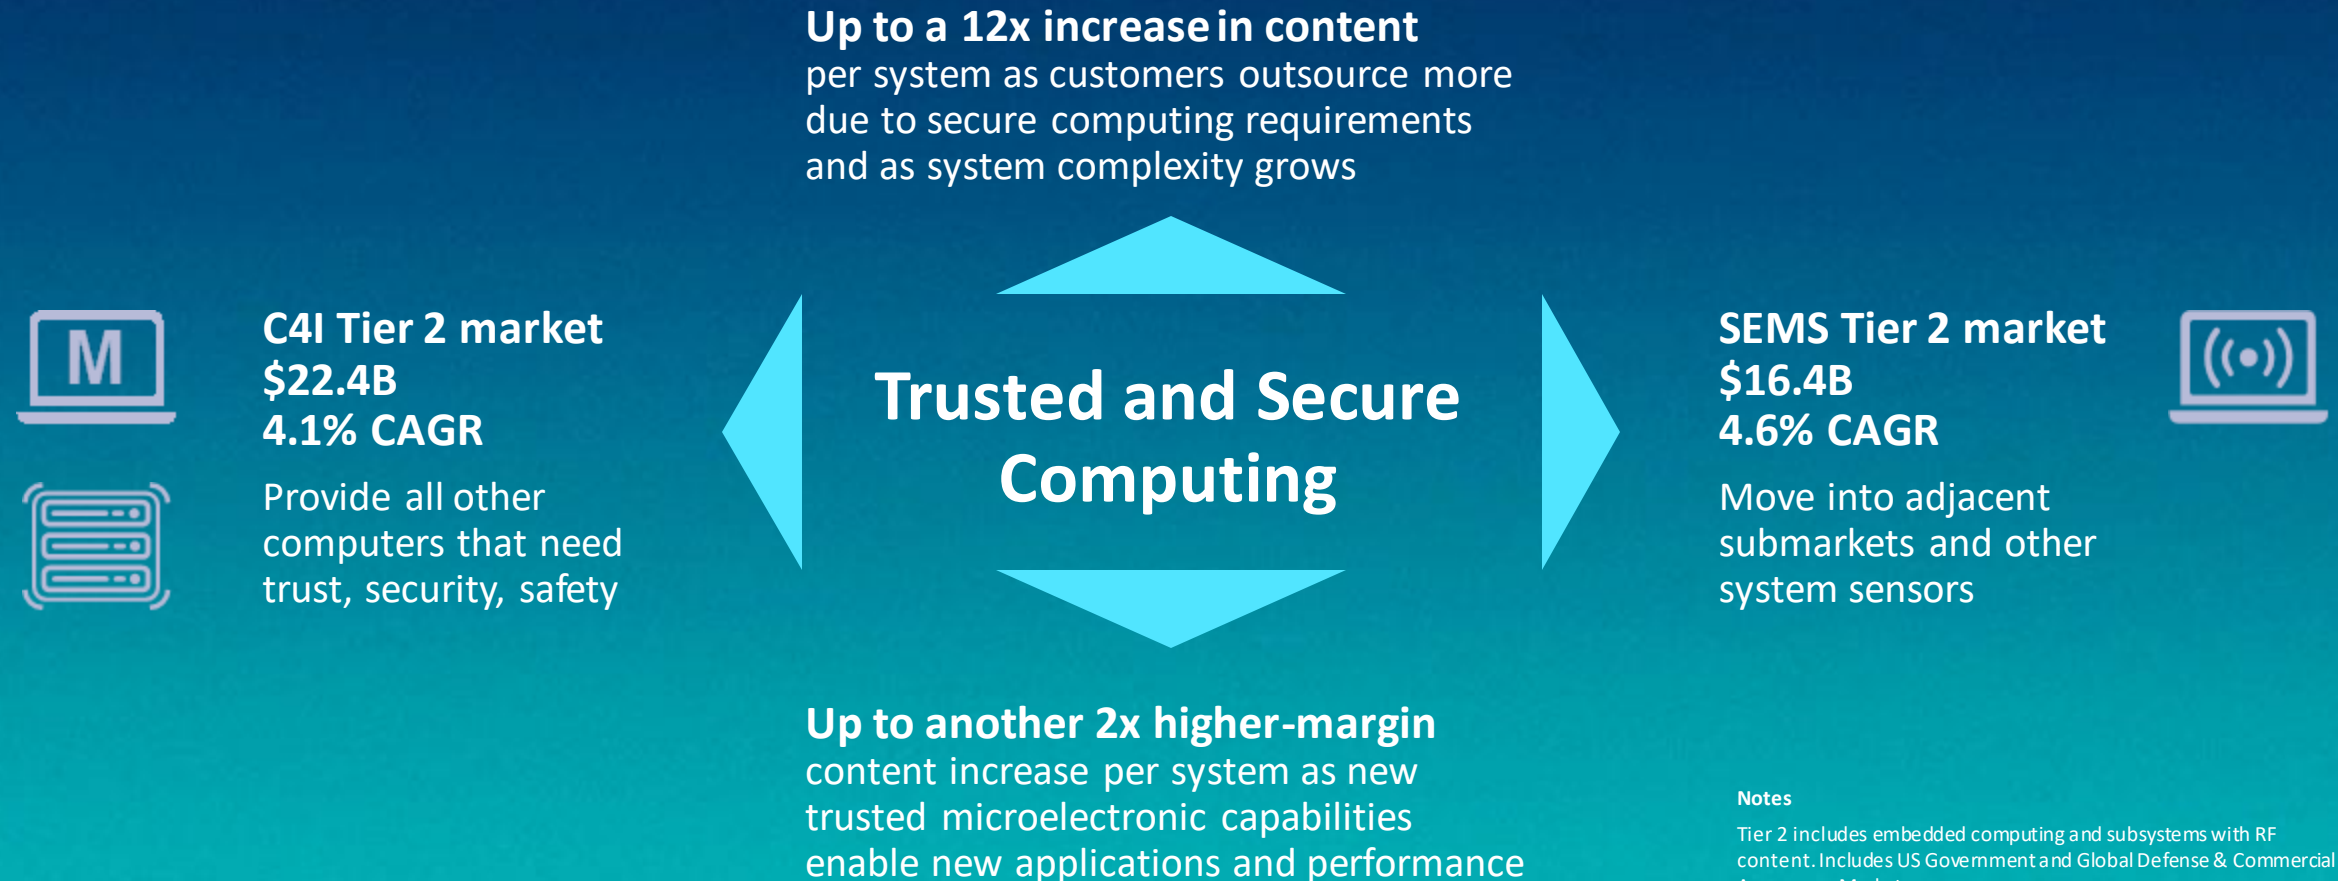 Up to a 12x increase in content
per system as customers outsource more
due to secure computing requirements
and as system complexity grows
M
C4I Tier 2 market
$22.4B
4.1% CAGR
Provide all other
computers that need
trust, security, safety
Trusted and Secure
Computing
SEMS Tier 2 market
$16.4B
4.6% CAGR
Move into adjacent
submarkets and other
system sensors
Up to another 2x higher-margin
content increase per system as new
trusted microelectronic capabilities
enable new applications and performance
Notes
Tier 2 includes embedded computing and subsystems with RF
content. Includes US Government and Global Defense & Commercial